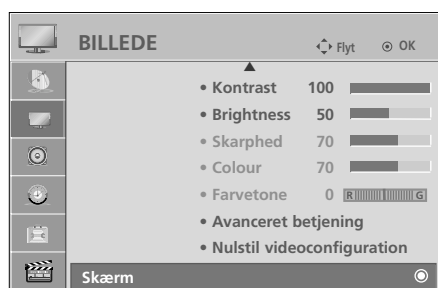 BILLEDE Flyt OK
• Kontrast 100
• Brightness 50
• Skarphed 70
• Colour 70
• Farvetone 0 R G
• Avanceret betjening
• Nulstil videoconfiguration
Skærm